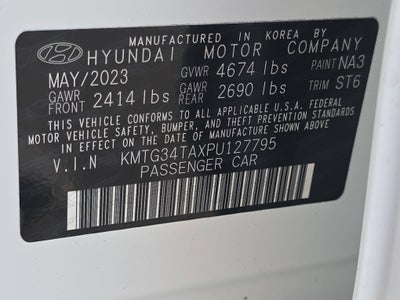 MANUFACTURED IN KOREA BY
HYUNDAI MOTOR COMPANY
MAY/2023 GVWR 4674 lbs PAINT NA3
GAWR FRONT 2414 lbs GAWR REAR 2690 lbs TRIM ST6
THIS VEHICLE CONFORMS TO ALL APPLICABLE U.S.A. FEDERAL
MOTOR VEHICLE SAFETY, BUMPER, AND THEFT PREVENTION STANDARDS
IN EFFECT ON THE DATE OF MANUFACTURE SHOWN ABOVE.
V.I.N KMTG34TAXPU127795
PASSENGER CAR